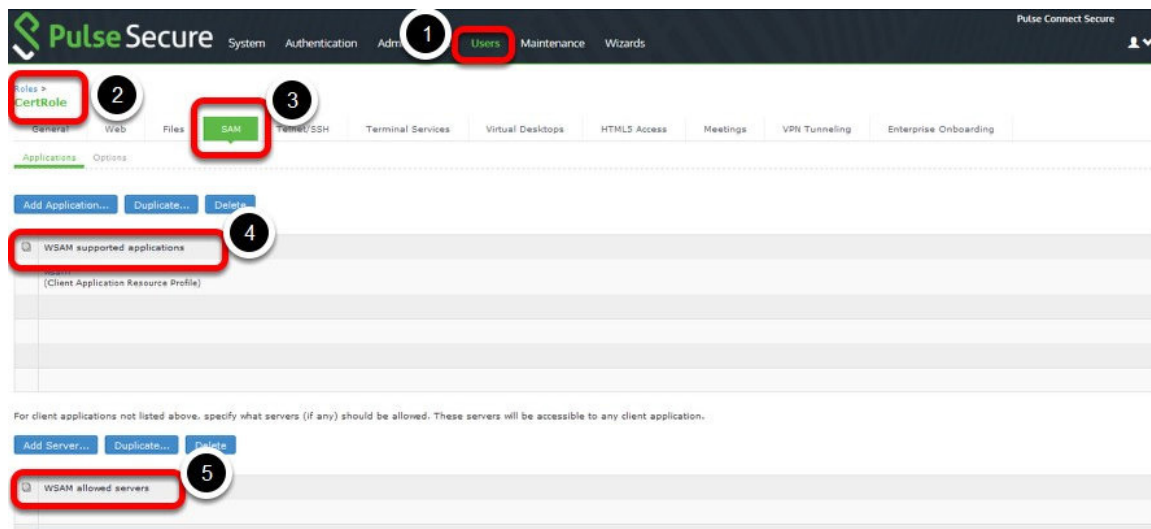 Pulse Secure
Pulse Connect Secure
System Authentication 1 Users Maintenance Wizards
Roles >
CertRole
2
3
General Web Files SAM Telnet/SSH Terminal Services Virtual Desktops HTML5 Access Meetings VPN Tunneling Enterprise Onboarding
Applications Options
Add Application... Duplicate... Delete
4
WSAM supported applications
(Client Application Resource Profile)
For client applications not listed above, specify what servers (if any) should be allowed. These servers will be accessible to any client application.
Add Server... Duplicate... Delete
5
WSAM allowed servers